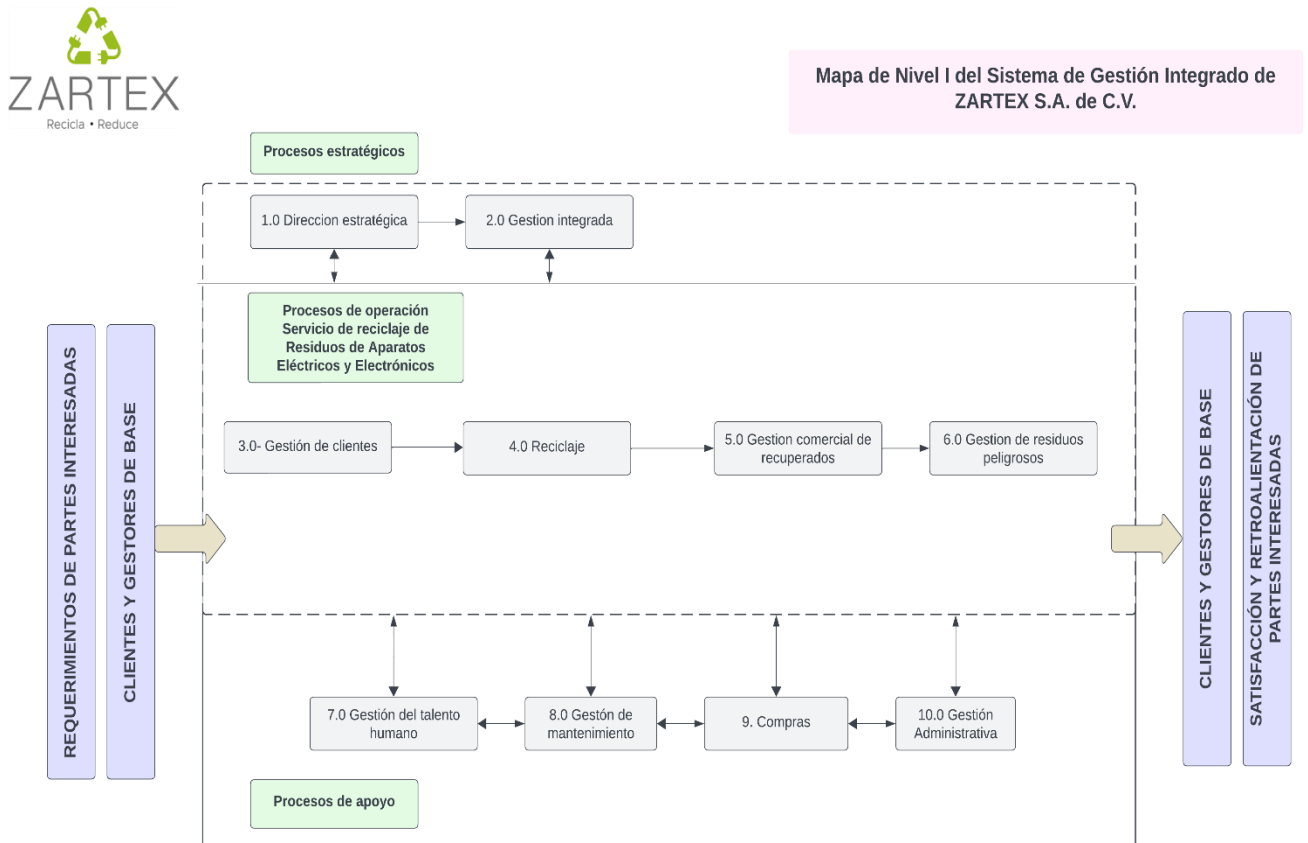 ZARTEX
Recicla • Reduce
Mapa de Nivel I del Sistema de Gestión Integrado de
ZARTEX S.A. de C.V.
Procesos estratégicos
1.0 Direccion estratégica
2.0 Gestion integrada
Procesos de operación
Servicio de reciclaje de
Residuos de Aparatos
Eléctricos y Electrónicos
REQUERIMIENTOS DE PARTES INTERESADAS
CLIENTES Y GESTORES DE BASE
3.0- Gestión de clientes
4.0 Reciclaje
5.0 Gestion comercial de
recuperados
6.0 Gestion de residuos
peligrosos
CLIENTES Y GESTORES DE BASE
SATISFACCIÓN Y RETROALIENTACIÓN DE
PARTES INTERESADAS
7.0 Gestión del talento
humano
8.0 Gestón de
mantenimiento
9. Compras
10.0 Gestión
Administrativa
Procesos de apoyo